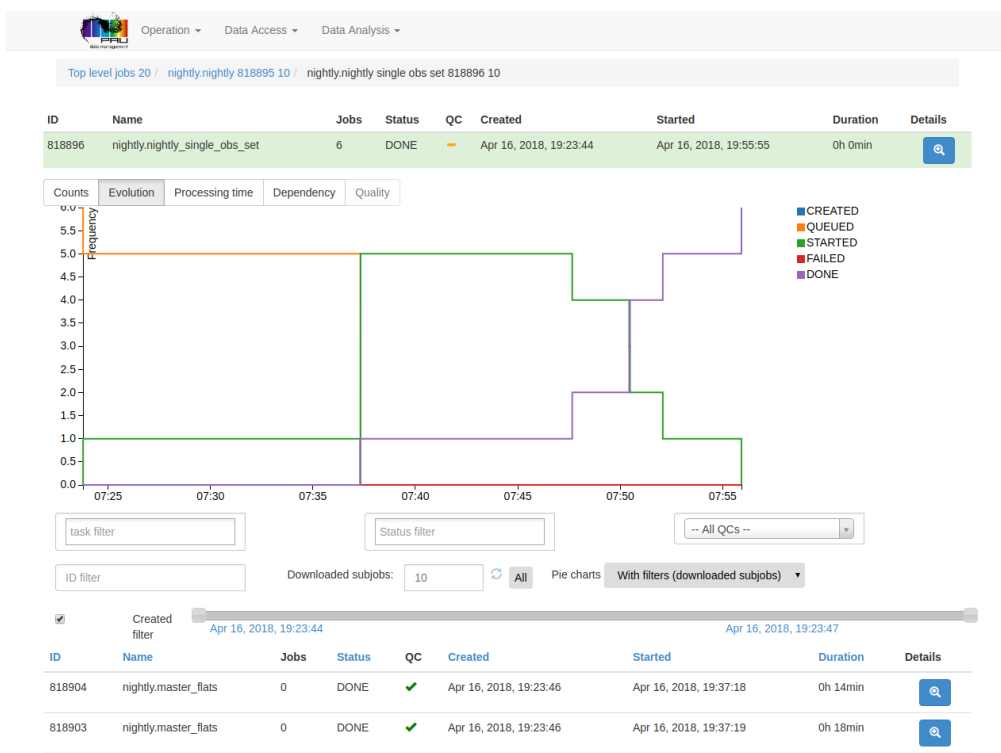 PAU
data management
Operation
Data Access
Data Analysis
Top level jobs 20 / nightly.nightly 818895 10 / nightly.nightly single obs set 818896 10
ID Name Jobs Status QC Created Started Duration Details
818896 nightly.nightly_single_obs_set 6 DONE Apr 16, 2018, 19:23:44 Apr 16, 2018, 19:55:55 0h 0min
Counts Evolution Processing time Dependency Quality
Frequency
6.0
5.5
5.0
4.5
4.0
3.5
3.0
2.5
2.0
1.5
1.0
0.5
0.0
07:25 07:30 07:35 07:40 07:45 07:50 07:55
CREATED
QUEUED
STARTED
FAILED
DONE
task filter
Status filter
-- All QCs --
ID filter
Downloaded subjobs: 10 All
Pie charts With filters (downloaded subjobs)
Created
filter
Apr 16, 2018, 19:23:44 Apr 16, 2018, 19:23:47
ID Name Jobs Status QC Created Started Duration Details
818904 nightly.master_flats 0 DONE Apr 16, 2018, 19:23:46 Apr 16, 2018, 19:37:18 0h 14min
818903 nightly.master_flats 0 DONE Apr 16, 2018, 19:23:46 Apr 16, 2018, 19:37:19 0h 18min